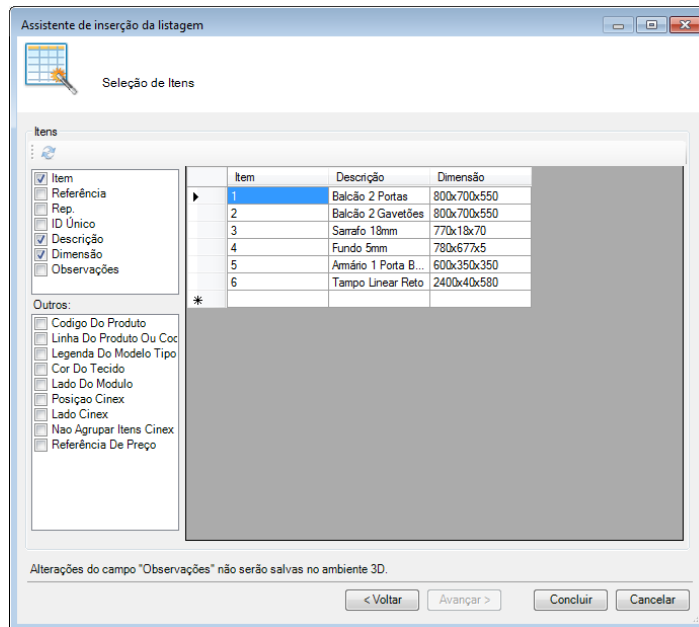 Assistente de inserção da listagem
Seleção de Itens
Itens
Item
Referência
Rep.
ID Único
Descrição
Dimensão
Observações
Outros:
Codigo Do Produto
Linha Do Produto Ou Coc
Legenda Do Modelo Tipo
Cor Do Tecido
Lado Do Modulo
Posiçao Cinex
Lado Cinex
Nao Agrupar Itens Cinex
Referência De Preço
Item Descrição Dimensão
1 Balcão 2 Portas 800x700x550
2 Balcão 2 Gavetões 800x700x550
3 Sarrafo 18mm 770x18x70
4 Fundo 5mm 780x677x5
5 Armário 1 Porta B... 600x350x350
6 Tampo Linear Reto 2400x40x580
Alterações do campo "Observações" não serão salvas no ambiente 3D.
< Voltar Avançar > Concluir Cancelar